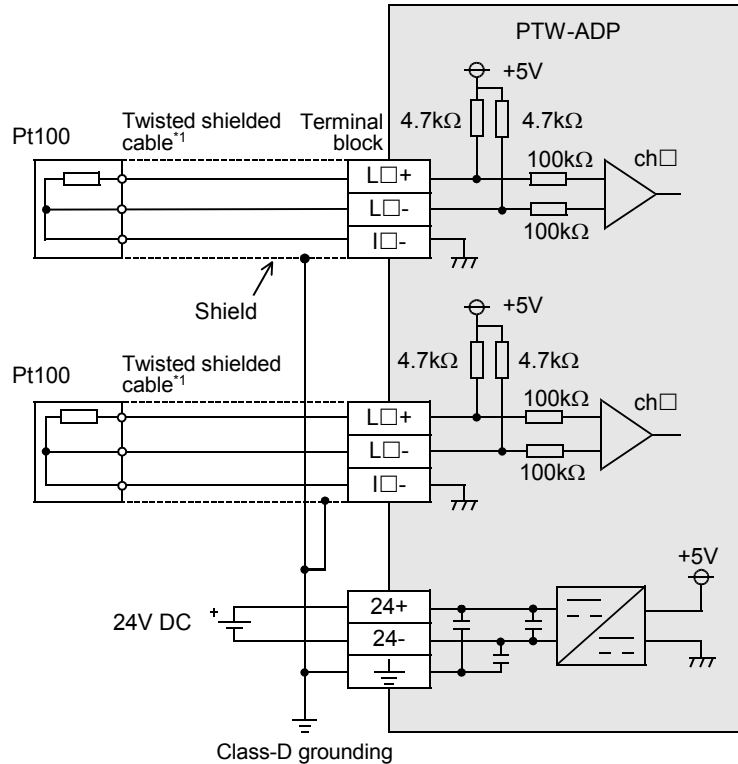 PTW-ADP
+5V
Pt100
Twisted shielded
cable*1
Terminal
block
4.7kΩ
4.7kΩ
100kΩ
ch□
L□+
L□-
I□-
100kΩ
Shield
+5V
Pt100
Twisted shielded
cable*1
4.7kΩ
4.7kΩ
100kΩ
ch□
L□+
L□-
I□-
100kΩ
+5V
24V DC
+
24+
24-
Class-D grounding